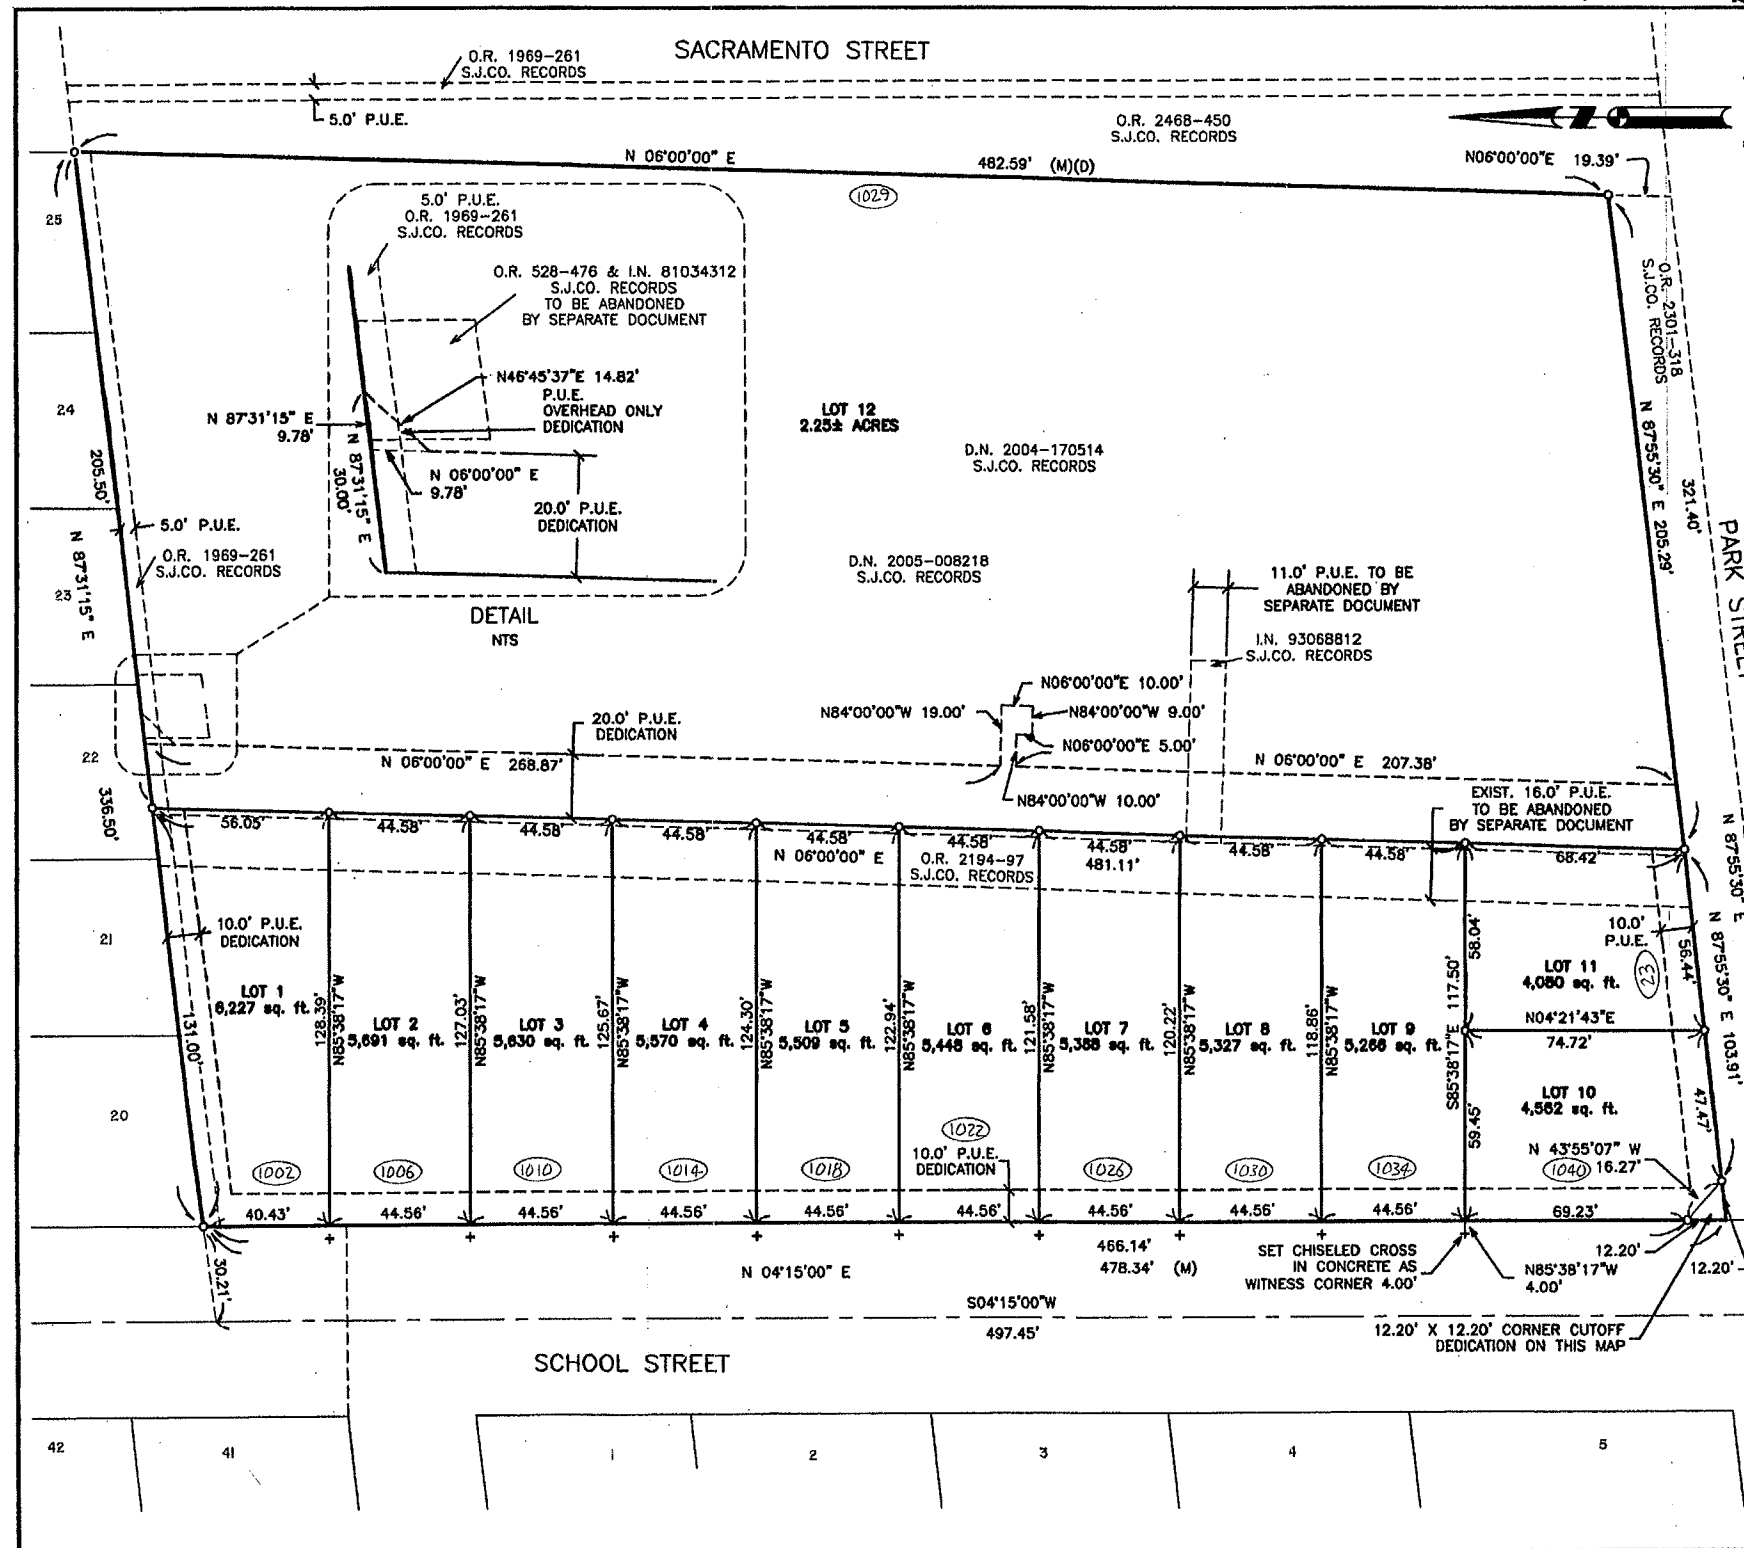 SACRAMENTO STREET
O.R. 1969-261
S.J.CO. RECORDS
5.0' P.U.E.
O.R. 2468-450
S.J.CO. RECORDS
N 06°00'00" E
482.59' (M)(D)
N06°00'00"E 19.39'
1029
25
5.0' P.U.E.
O.R. 1969-261
S.J.CO. RECORDS
O.R. 528-476 & I.N. 81034312
S.J.CO. RECORDS
TO BE ABANDONED
BY SEPARATE DOCUMENT
N46°45'37"E 14.82'
P.U.E.
OVERHEAD ONLY
DEDICATION
N 87°31'15" E
9.78'
N 87°31'15" E
30.00'
N 06°00'00" E
9.78'
20.0' P.U.E.
DEDICATION
DETAIL
NTS
O.R. 2301-318
S.J.CO. RECORDS
N 87°55'30" E 205.29'
321.40'
PARK STREET
24
LOT 12
2.25± ACRES
D.N. 2004-170514
S.J.CO. RECORDS
D.N. 2005-008218
S.J.CO. RECORDS
205.50'
5.0' P.U.E.
O.R. 1969-261
S.J.CO. RECORDS
N 87°31'15" E
23
11.0' P.U.E. TO BE
ABANDONED BY
SEPARATE DOCUMENT
I.N. 93068812
S.J.CO. RECORDS
N06°00'00"E 10.00'
N84°00'00"W 19.00'
N84°00'00"W 9.00'
N06°00'00"E 5.00'
N84°00'00"W 10.00'
20.0' P.U.E.
DEDICATION
N 06°00'00" E 268.87'
N 06°00'00" E 207.38'
22
336.50'
EXIST. 16.0' P.U.E.
TO BE ABANDONED
BY SEPARATE DOCUMENT
N 87°55'30" E
56.05'
44.58'
44.58'
44.58'
44.58'
44.58'
44.58'
44.58'
44.58'
68.42'
N 06°00'00" E
481.11'
O.R. 2194-97
S.J.CO. RECORDS
21
10.0' P.U.E.
DEDICATION
10.0'
P.U.E.
56.44'
N 87°55'30" E 103.91'
23
131.00'
LOT 1
6,227 sq. ft.
128.39'
N85°38'17"W
LOT 2
5,691 sq. ft.
127.03'
N85°38'17"W
LOT 3
5,630 sq. ft.
125.67'
N85°38'17"W
LOT 4
5,570 sq. ft.
124.30'
N85°38'17"W
LOT 5
5,509 sq. ft.
122.94'
N85°38'17"W
LOT 6
5,448 sq. ft.
121.58'
N85°38'17"W
LOT 7
5,388 sq. ft.
120.22'
N85°38'17"W
LOT 8
5,327 sq. ft.
118.86'
N85°38'17"W
LOT 9
5,266 sq. ft.
S85°38'17"E 117.50'
58.04'
59.45'
LOT 11
4,080 sq. ft.
N04°21'43"E
74.72'
LOT 10
4,562 sq. ft.
47.47'
N 43°55'07" W
16.27'
20
1002
1006
1010
1014
1018
1022
10.0' P.U.E.
DEDICATION
1026
1030
1034
1040
40.43'
44.56'
44.56'
44.56'
44.56'
44.56'
44.56'
44.56'
44.56'
69.23'
30.21'
N 04°15'00" E
466.14'
478.34' (M)
SET CHISELED CROSS
IN CONCRETE AS
WITNESS CORNER 4.00'
N85°38'17"W
4.00'
12.20'
12.20'
S04°15'00"W
497.45'
12.20' X 12.20' CORNER CUTOFF
DEDICATION ON THIS MAP
SCHOOL STREET
42
41
1
2
3
4
5